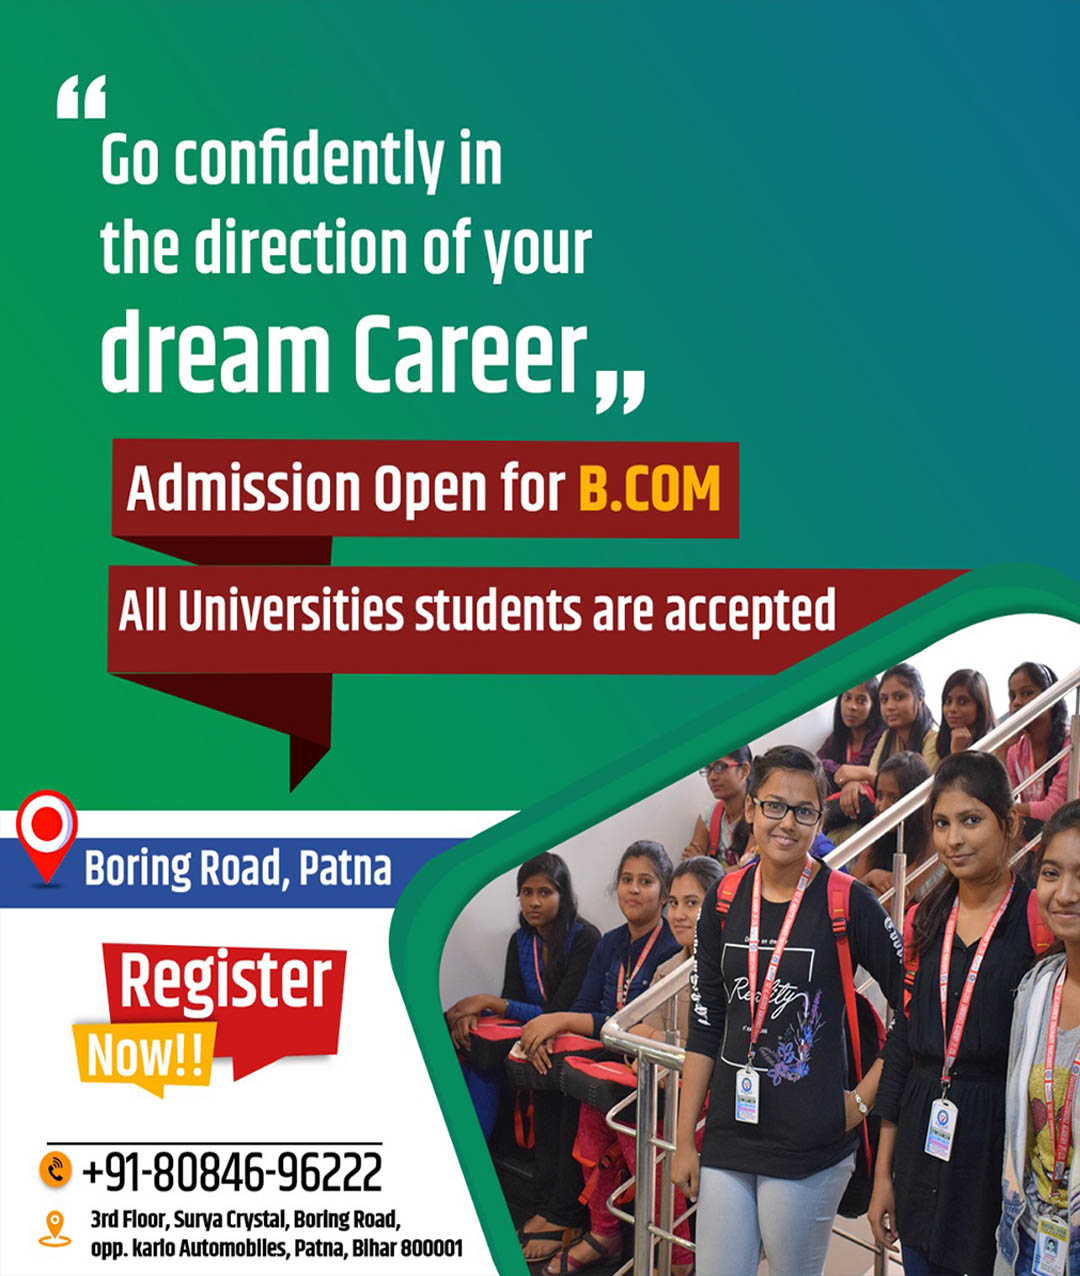 “
Go confidently in
the direction of your
dream Career
”
Admission Open for B.COM
All Universities students are accepted
Boring Road, Patna
Register
Now!!
+91-80846-96222
3rd Floor, Surya Crystal, Boring Road,
opp. karlo Automobiles, Patna, Bihar 800001
Reality